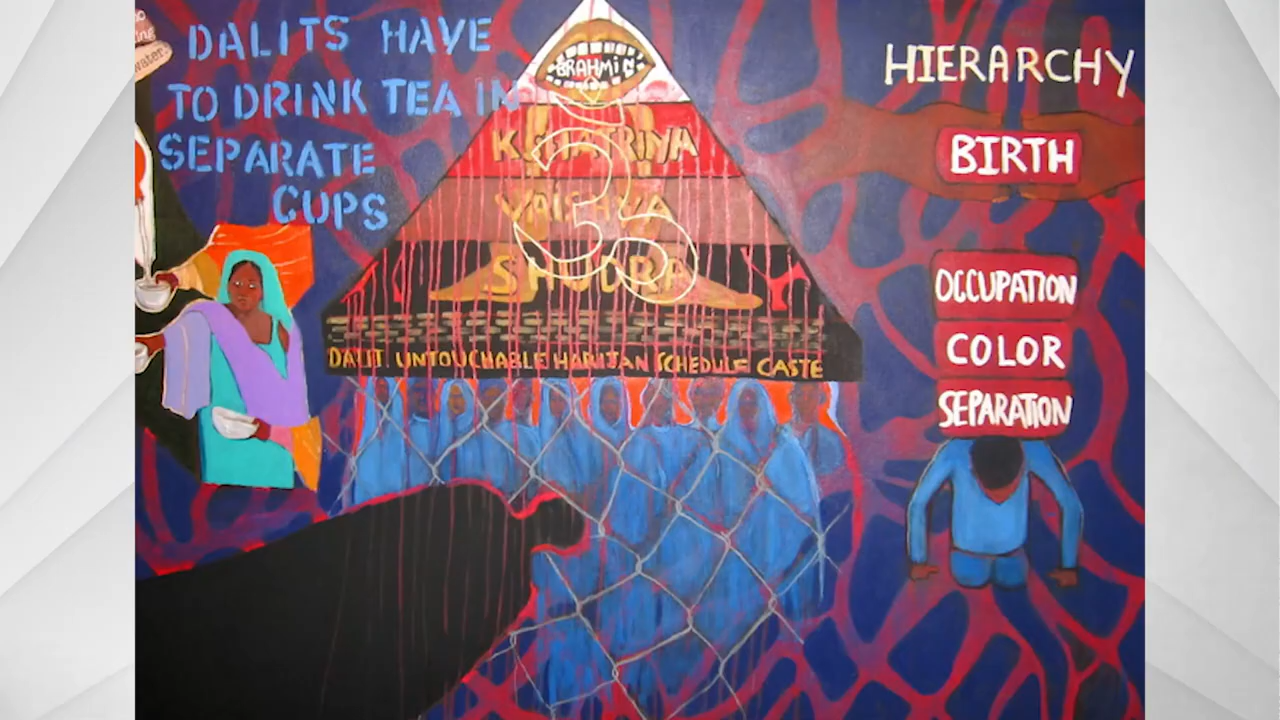 water.
DALITS HAVE
TO DRINK TEA IN
SEPARATE
CUPS
BRAHMIN
KSHATRIYA
VAISHYA
SHUDRA
DALIT. UNTOUCHABLE HARIJAN SCHEDULE CASTE
HIERARCHY
BIRTH
OCCUPATION
COLOR
SEPARATION